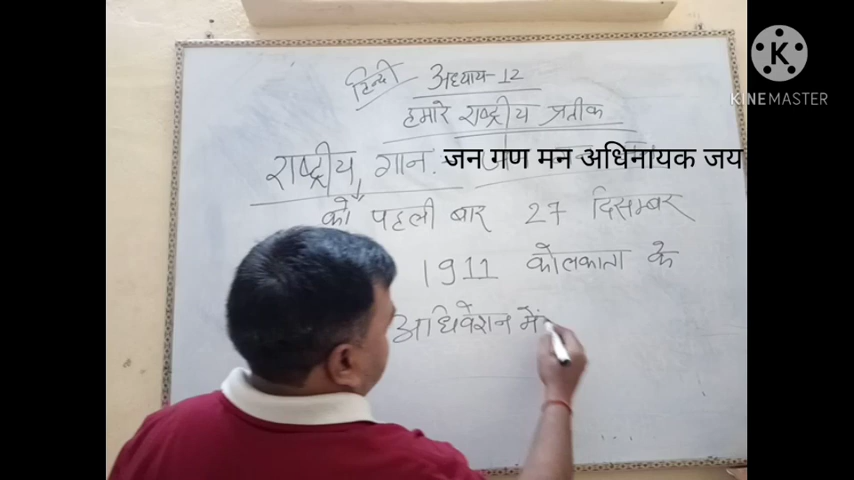 हिन्दी अध्याय-12
हमारे राष्ट्रीय प्रतीक
राष्ट्रीय गान. जन गण मन अधिनायक जय
को पहली बार 27 दिसम्बर
1911 कोलकाता के
अधिवेशन में
KINEMASTER